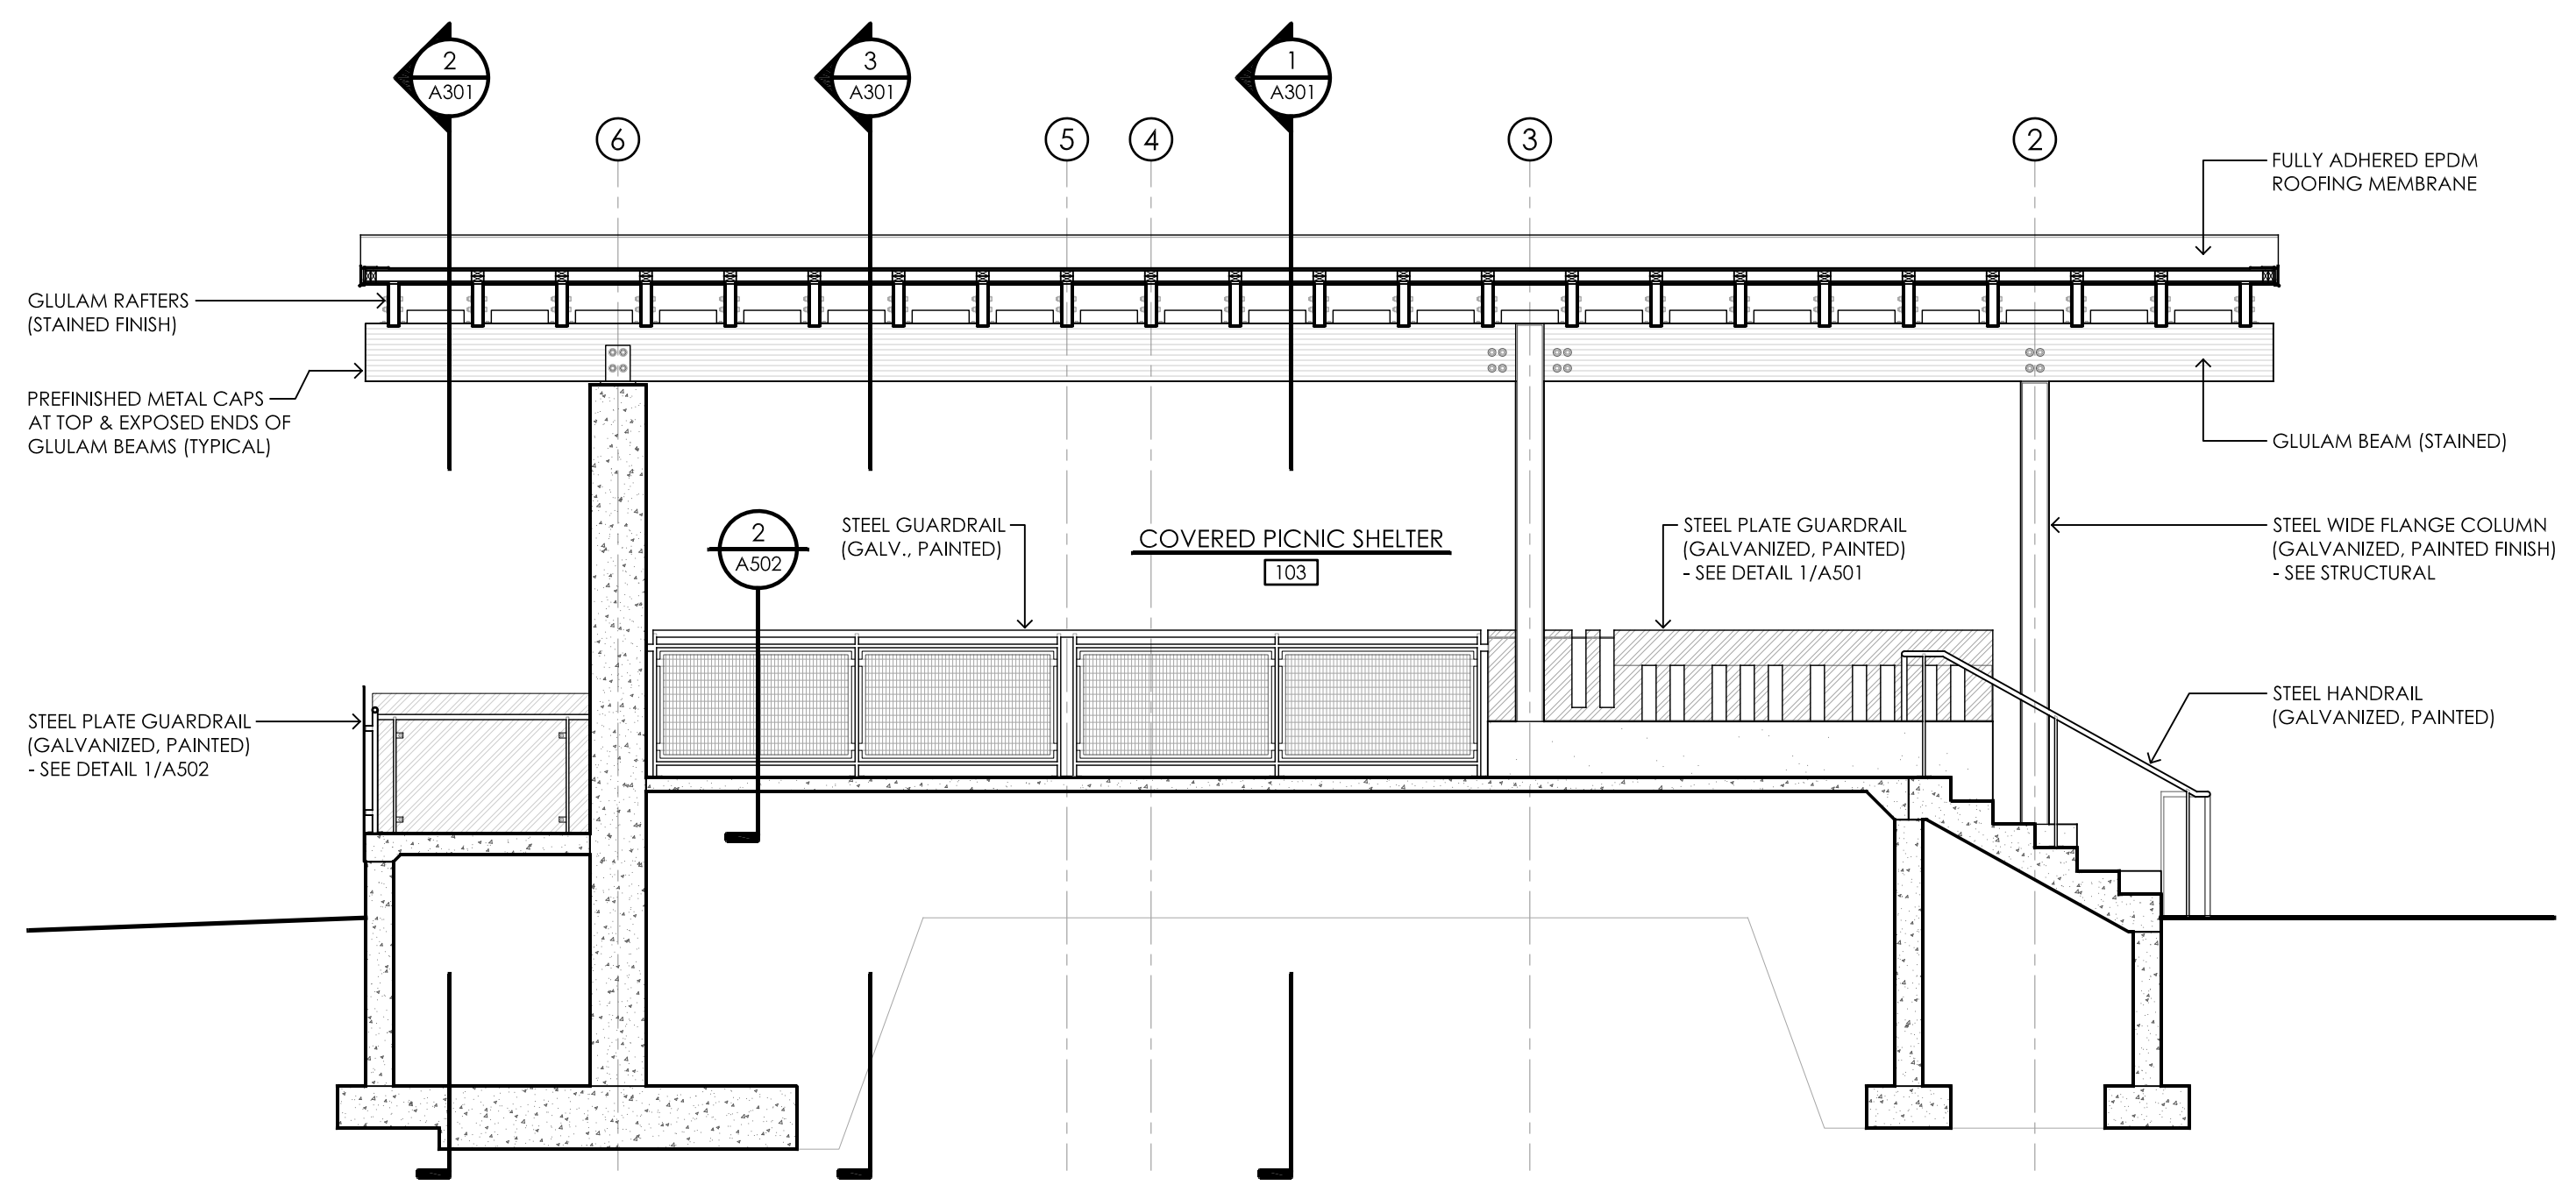 2
A301
3
A301
1
A301
6
5
4
3
2
FULLY ADHERED EPDM
ROOFING MEMBRANE
GLULAM RAFTERS
(STAINED FINISH)
PREFINISHED METAL CAPS
AT TOP & EXPOSED ENDS OF
GLULAM BEAMS (TYPICAL)
GLULAM BEAM (STAINED)
2
A502
STEEL GUARDRAIL
(GALV., PAINTED)
COVERED PICNIC SHELTER
103
STEEL PLATE GUARDRAIL
(GALVANIZED, PAINTED)
- SEE DETAIL 1/A501
STEEL WIDE FLANGE COLUMN
(GALVANIZED, PAINTED FINISH)
- SEE STRUCTURAL
STEEL PLATE GUARDRAIL
(GALVANIZED, PAINTED)
- SEE DETAIL 1/A502
STEEL HANDRAIL
(GALVANIZED, PAINTED)